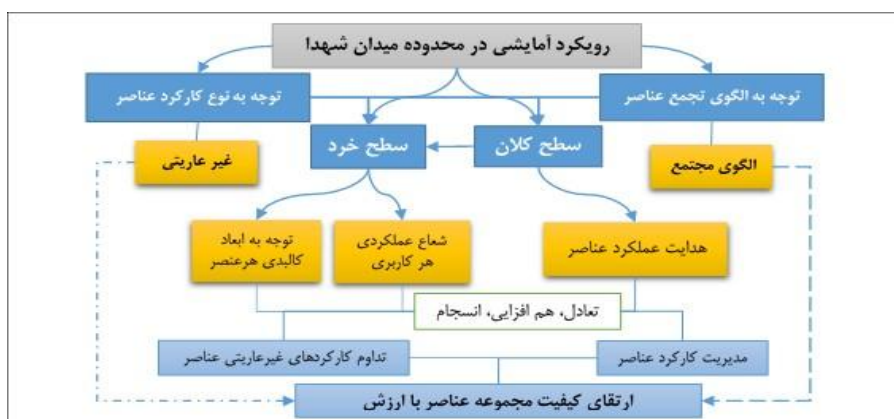 رویکرد آمایشی در محدوده میدان شهدا
توجه به الگوی تجمع عناصر
توجه به نوع کارکرد عناصر
سطح کلان
سطح خرد
الگوی مجتمع
غیر عاریتی
هدایت عملکرد عناصر
شعاع عملکردی
هر کاربری
توجه به ابعاد
کالبدی هرعنصر
تعادل، هم افزایی، انسجام
مدیریت کارکرد عناصر
تداوم کارکردهای غیرعاریتی عناصر
ارتقای کیفیت مجموعه عناصر با ارزش